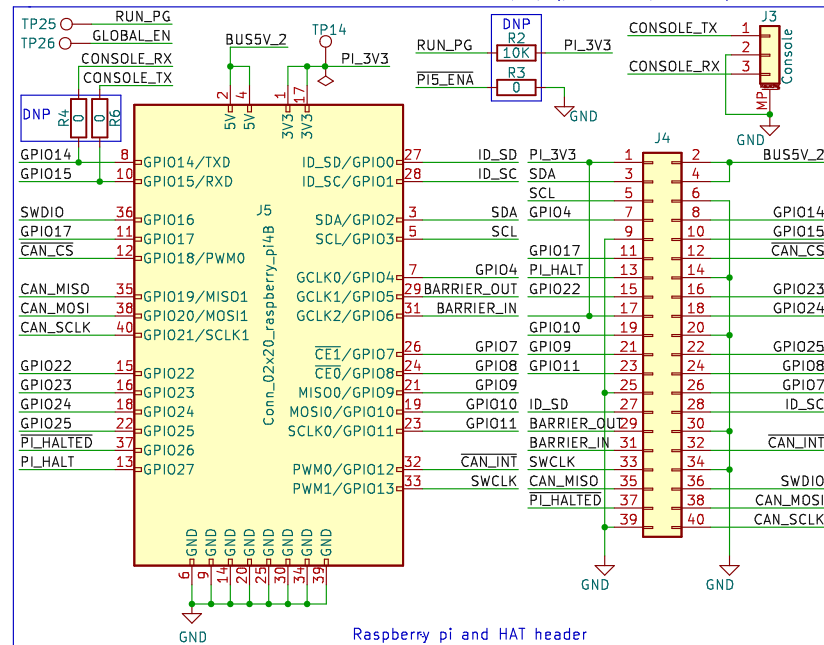 TP25 RUN_PG
TP26 GLOBAL_EN
CONSOLE_RX
CONSOLE_TX
DNP
R4 0
0 R6
BUS5V_2
TP14
PI_3V3
DNP
RUN_PG R2 10K PI_3V3
PI5_ENA R3 0
GND
J3
CONSOLE_TX 1
2
CONSOLE_RX 3
Console
MP
GND
2 5V
4 5V
1 3V3
17 3V3
J5
Conn_02x20_raspberry_pi4B
GPIO14 8 GPIO14/TXD
GPIO15 10 GPIO15/RXD
SWDIO 36 GPIO16
GPIO17 11 GPIO17
CAN_CS 12 GPIO18/PWM0
CAN_MISO 35 GPIO19/MISO1
CAN_MOSI 38 GPIO20/MOSI1
CAN_SCLK 40 GPIO21/SCLK1
GPIO22 15 GPIO22
GPIO23 16 GPIO23
GPIO24 18 GPIO24
GPIO25 22 GPIO25
PI_HALTED 37 GPIO26
PI_HALT 13 GPIO27
ID_SD/GPIO0 27 ID_SD
ID_SC/GPIO1 28 ID_SC
SDA/GPIO2 3 SDA
SCL/GPIO3 5 SCL
GCLK0/GPIO4 7 GPIO4
GCLK1/GPIO5 29 BARRIER_OUT
GCLK2/GPIO6 31 BARRIER_IN
CE1/GPIO7 26 GPIO7
CE0/GPIO8 24 GPIO8
MISO0/GPIO9 21 GPIO9
MOSI0/GPIO10 19 GPIO10
SCLK0/GPIO11 23 GPIO11
PWM0/GPIO12 32 CAN_INT
PWM1/GPIO13 33 SWCLK
GND GND GND GND GND GND GND GND
6 9 14 20 25 30 34 39
GND
J4
PI_3V3 1 2 BUS5V_2
SDA 3 4
SCL 5 6
GPIO4 7 8 GPIO14
9 10 GPIO15
GPIO17 11 12 CAN_CS
PI_HALT 13 14
GPIO22 15 16 GPIO23
17 18 GPIO24
GPIO10 19 20
GPIO9 21 22 GPIO25
GPIO11 23 24 GPIO8
25 26 GPIO7
ID_SD 27 28 ID_SC
BARRIER_OUT 29 30
BARRIER_IN 31 32 CAN_INT
SWCLK 33 34
CAN_MISO 35 36 SWDIO
PI_HALTED 37 38 CAN_MOSI
39 40 CAN_SCLK
GND GND
Raspberry pi and HAT header